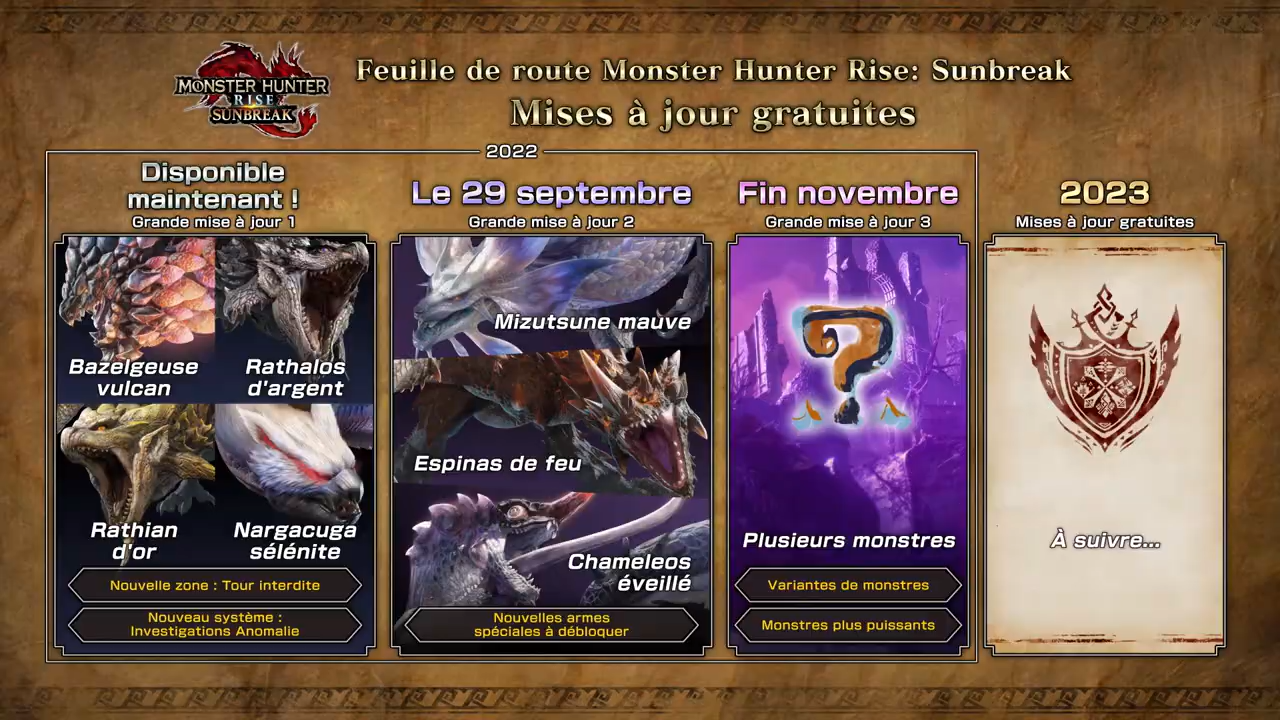 MONSTER HUNTER
RISE
SUNBREAK
Feuille de route Monster Hunter Rise: Sunbreak
Mises à jour gratuites
2022
Disponible
maintenant !
Grande mise à jour 1
Bazelgeuse
vulcan
Rathalos
d'argent
Rathian
d'or
Nargacuga
sélénite
Nouvelle zone : Tour interdite
Nouveau système :
Investigations Anomalie
Le 29 septembre
Grande mise à jour 2
Mizutsune mauve
Espinas de feu
Chameleos
éveillé
Nouvelles armes
spéciales à débloquer
Fin novembre
Grande mise à jour 3
?
Plusieurs monstres
Variantes de monstres
Monstres plus puissants
2023
Mises à jour gratuites
À suivre...